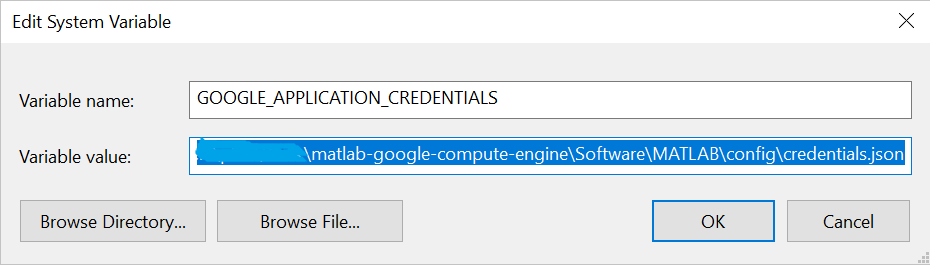 Edit System Variable
Variable name: GOOGLE_APPLICATION_CREDENTIALS
Variable value: \matlab-google-compute-engine\Software\MATLAB\config\credentials.json
Browse Directory... Browse File... OK Cancel